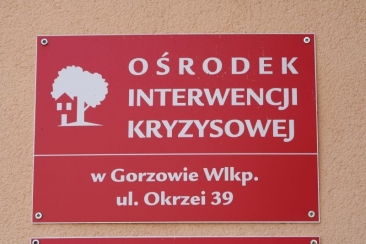 OŚRODEK
INTERWENCJI
KRYZYSOWEJ
w Gorzowie Wlkp.
ul. Okrzei 39